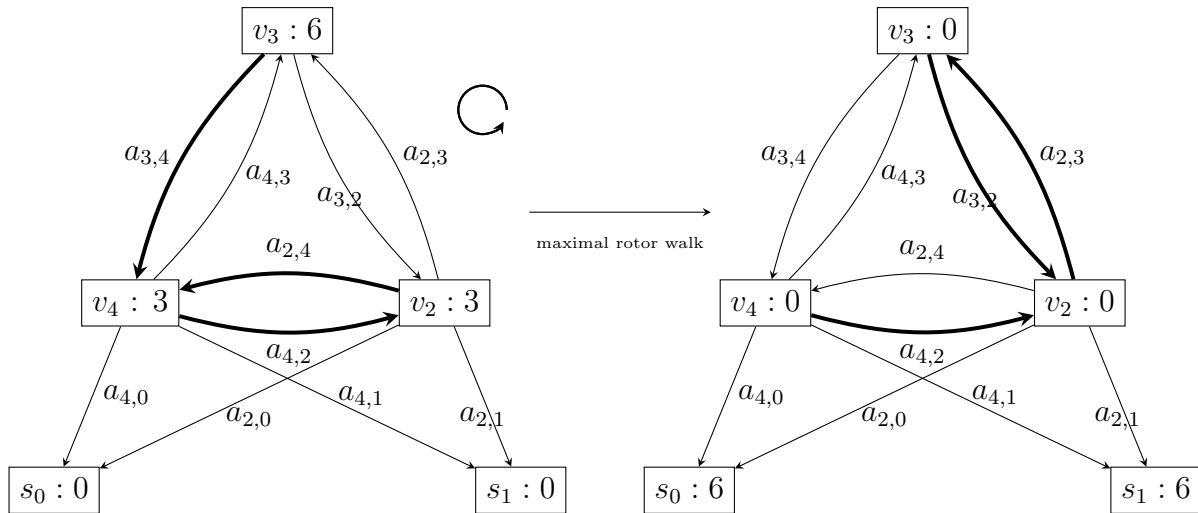 v₃ : 6
v₃ : 0
a₃,₄
a₄,₃
a₃,₂
a₂,₃
a₃,₄
a₄,₃
a₃,₂
a₂,₃
maximal rotor walk
a₂,₄
a₂,₄
v₄ : 3
v₂ : 3
v₄ : 0
v₂ : 0
a₄,₂
a₄,₂
a₄,₀
a₂,₀
a₄,₁
a₂,₁
a₄,₀
a₂,₀
a₄,₁
a₂,₁
s₀ : 0
s₁ : 0
s₀ : 6
s₁ : 6